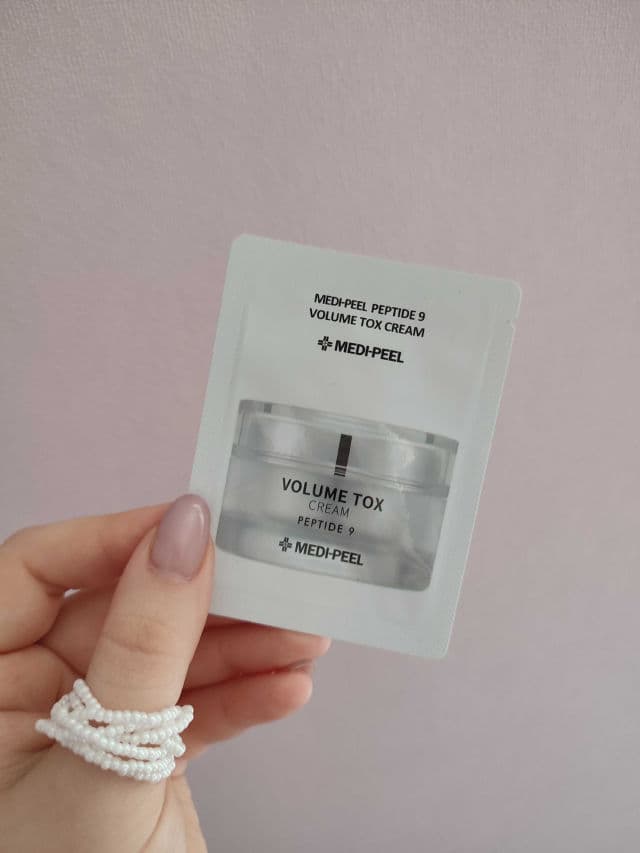 MEDI-PEEL PEPTIDE 9
VOLUME TOX CREAM
MEDI-PEEL
VOLUME TOX
CREAM
PEPTIDE 9
MEDI-PEEL